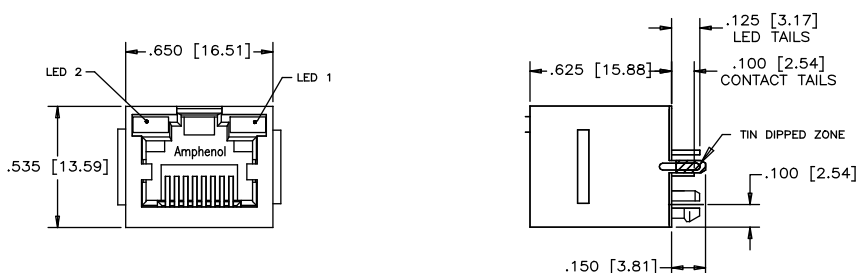 .650 [16.51]
LED 2
LED 1
.535 [13.59]
Amphenol
.125 [3.17]
LED TAILS
.625 [15.88]
.100 [2.54]
CONTACT TAILS
TIN DIPPED ZONE
.100 [2.54]
.150 [3.81]